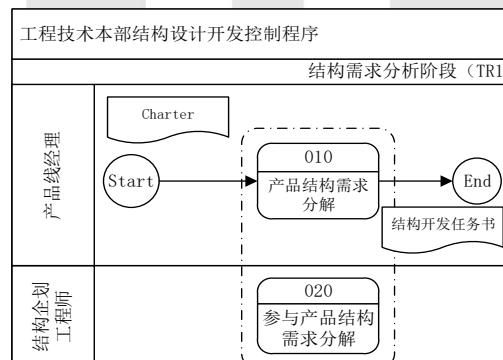 工程技术本部结构设计开发控制程序
结构需求分析阶段（TR1
产品线经理
Charter
Start
010
产品结构需求
分解
End
结构开发任务书
结构企划
工程师
020
参与产品结构
需求分解